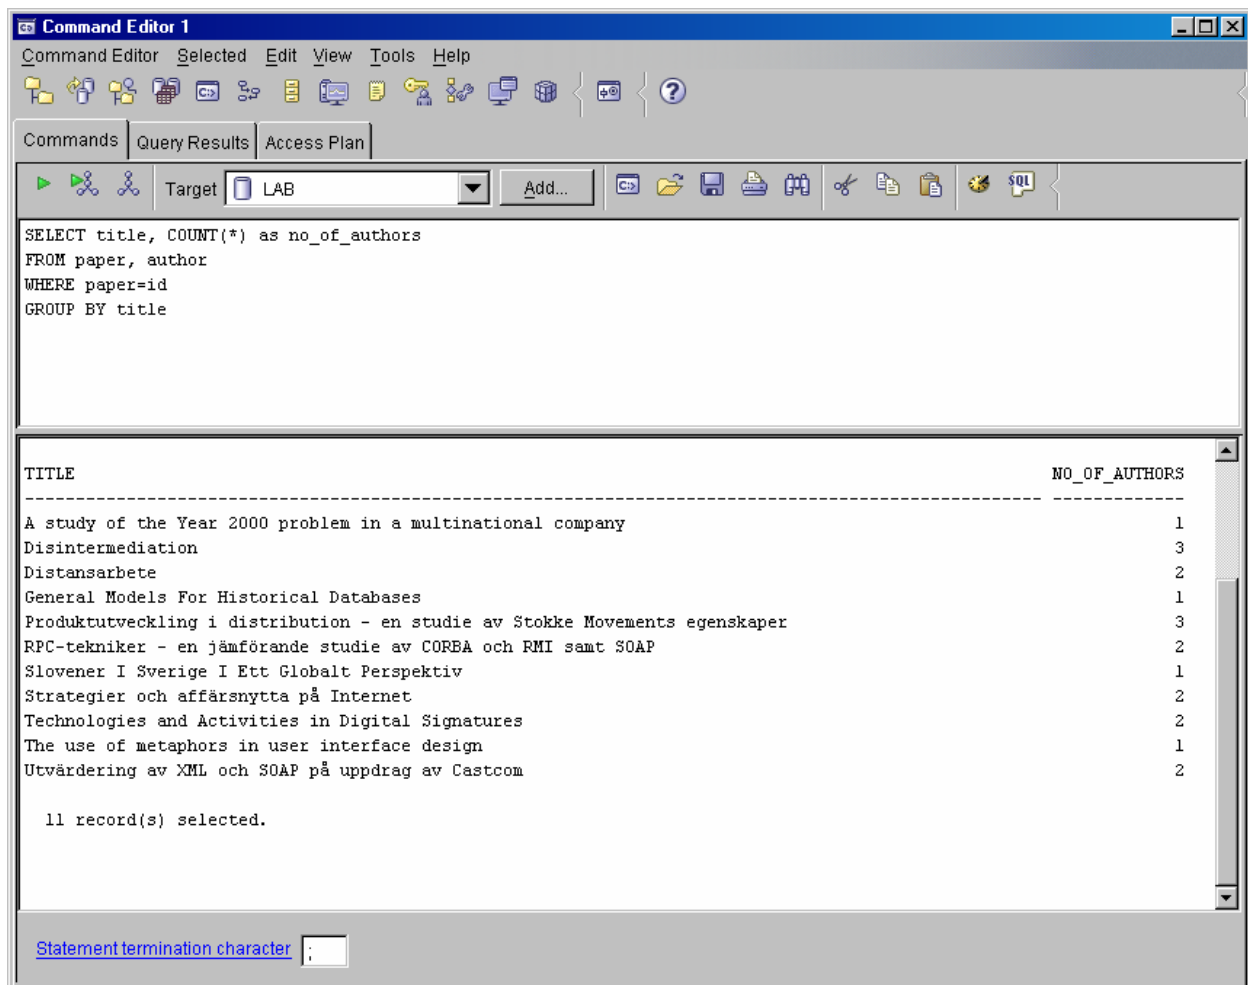 Command Editor 1
Command Editor Selected Edit View Tools Help
Commands Query Results Access Plan
Target LAB Add... SQL
SELECT title, COUNT(*) as no_of_authors
FROM paper, author
WHERE paper=id
GROUP BY title
TITLE NO_OF_AUTHORS
---------------------------------------------------------------------------------------------------- -------------
A study of the Year 2000 problem in a multinational company 1
Disintermediation 3
Distansarbete 2
General Models For Historical Databases 1
Produktutveckling i distribution - en studie av Stokke Movements egenskaper 3
RPC-tekniker - en jämförande studie av CORBA och RMI samt SOAP 2
Slovener I Sverige I Ett Globalt Perspektiv 1
Strategier och affärsnytta på Internet 2
Technologies and Activities in Digital Signatures 2
The use of metaphors in user interface design 1
Utvärdering av XML och SOAP på uppdrag av Castcom 2
11 record(s) selected.
Statement termination character ;